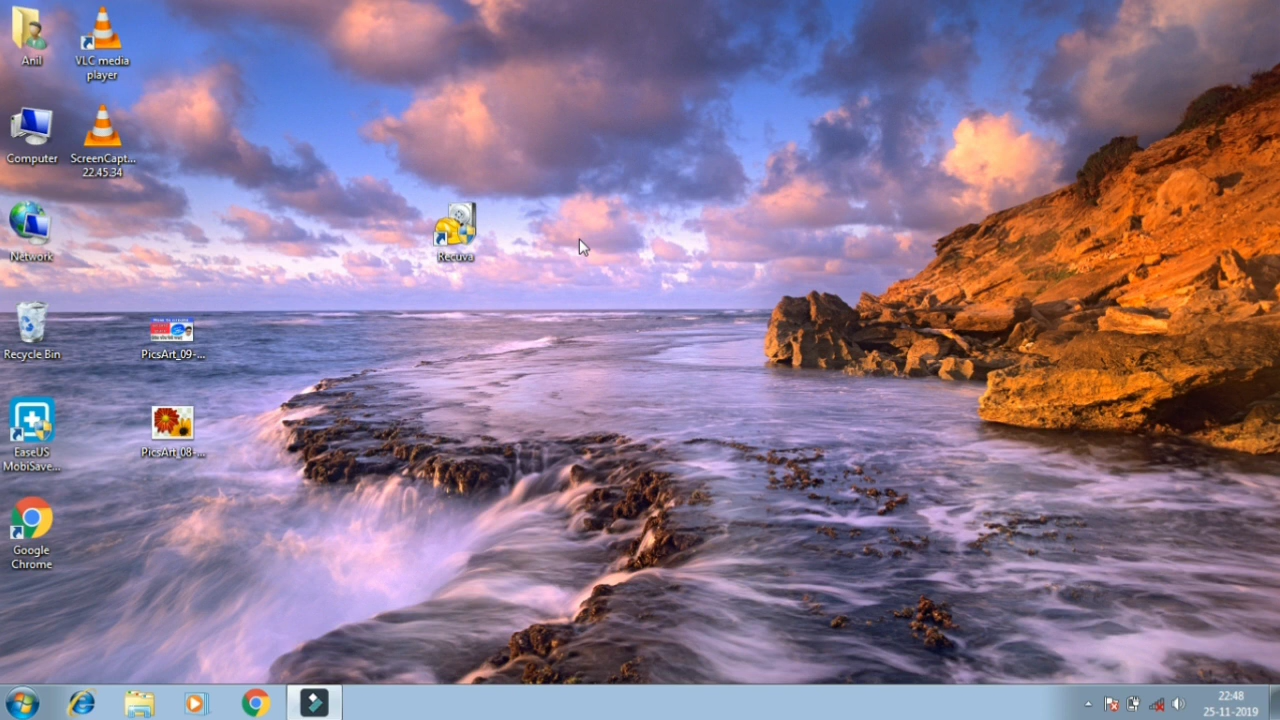 Anil
VLC media
player
Computer
ScreenCapt...
22.45.34
Network
Recuva
Recycle Bin
PicsArt_09-...
EaseUS
MobiSave...
PicsArt_08-...
Google
Chrome
22:48
25-11-2019